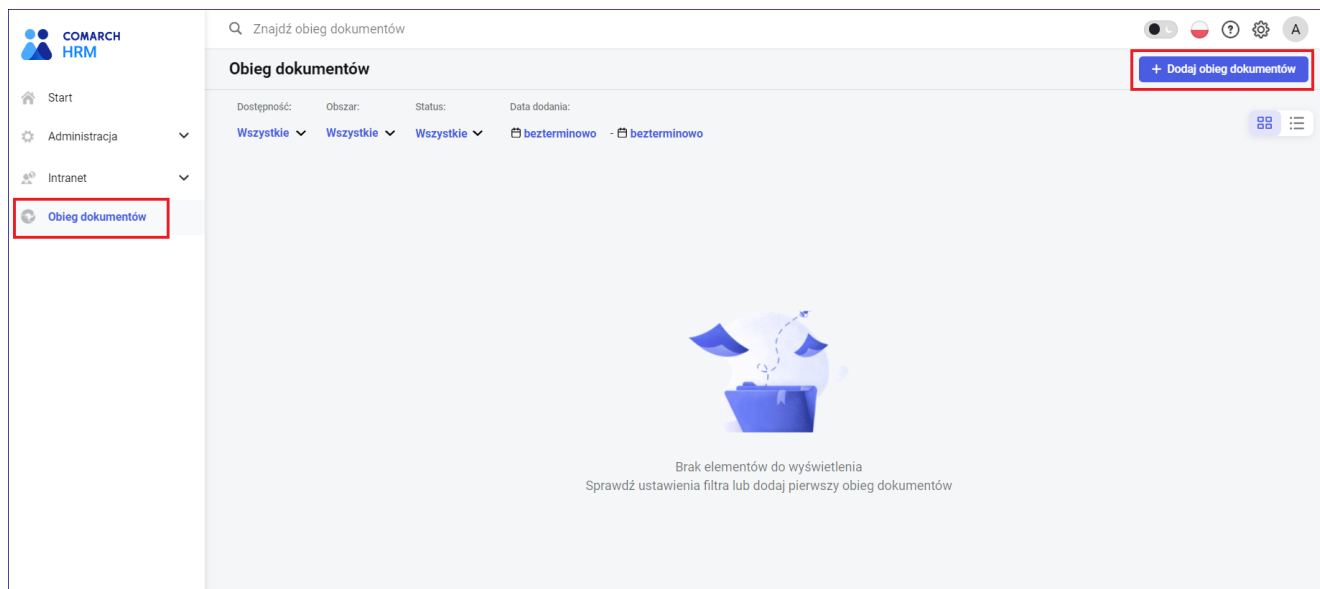 COMARCH
HRM
Znajdź obieg dokumentów
A
Obieg dokumentów
+ Dodaj obieg dokumentów
Start
Administracja
Intranet
Obieg dokumentów
Dostępność: Obszar: Status: Data dodania:
Wszystkie Wszystkie Wszystkie bezterminowo - bezterminowo
Brak elementów do wyświetlenia
Sprawdź ustawienia filtra lub dodaj pierwszy obieg dokumentów